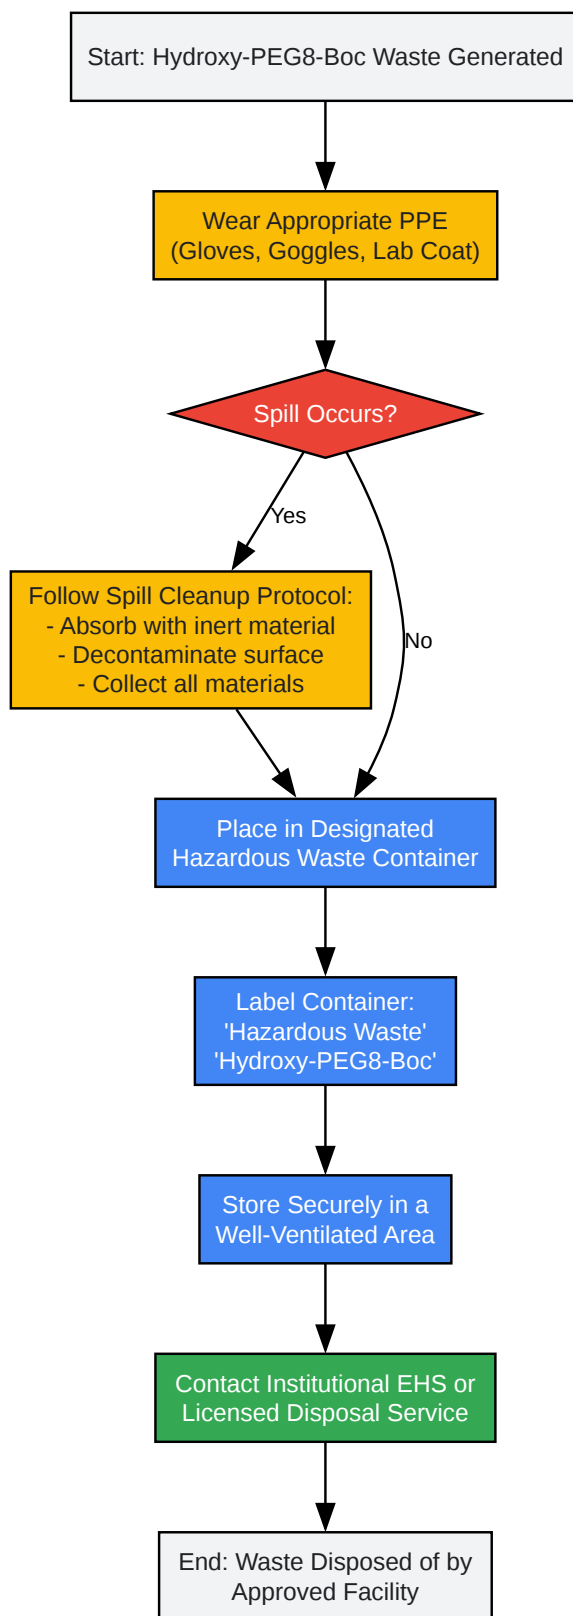 Start: Hydroxy-PEG8-Boc Waste Generated
Wear Appropriate PPE
(Gloves, Goggles, Lab Coat)
Spill Occurs?
Yes
Follow Spill Cleanup Protocol:
- Absorb with inert material
- Decontaminate surface
- Collect all materials
No
Place in Designated
Hazardous Waste Container
Label Container:
'Hazardous Waste'
'Hydroxy-PEG8-Boc'
Store Securely in a
Well-Ventilated Area
Contact Institutional EHS or
Licensed Disposal Service
End: Waste Disposed of by
Approved Facility